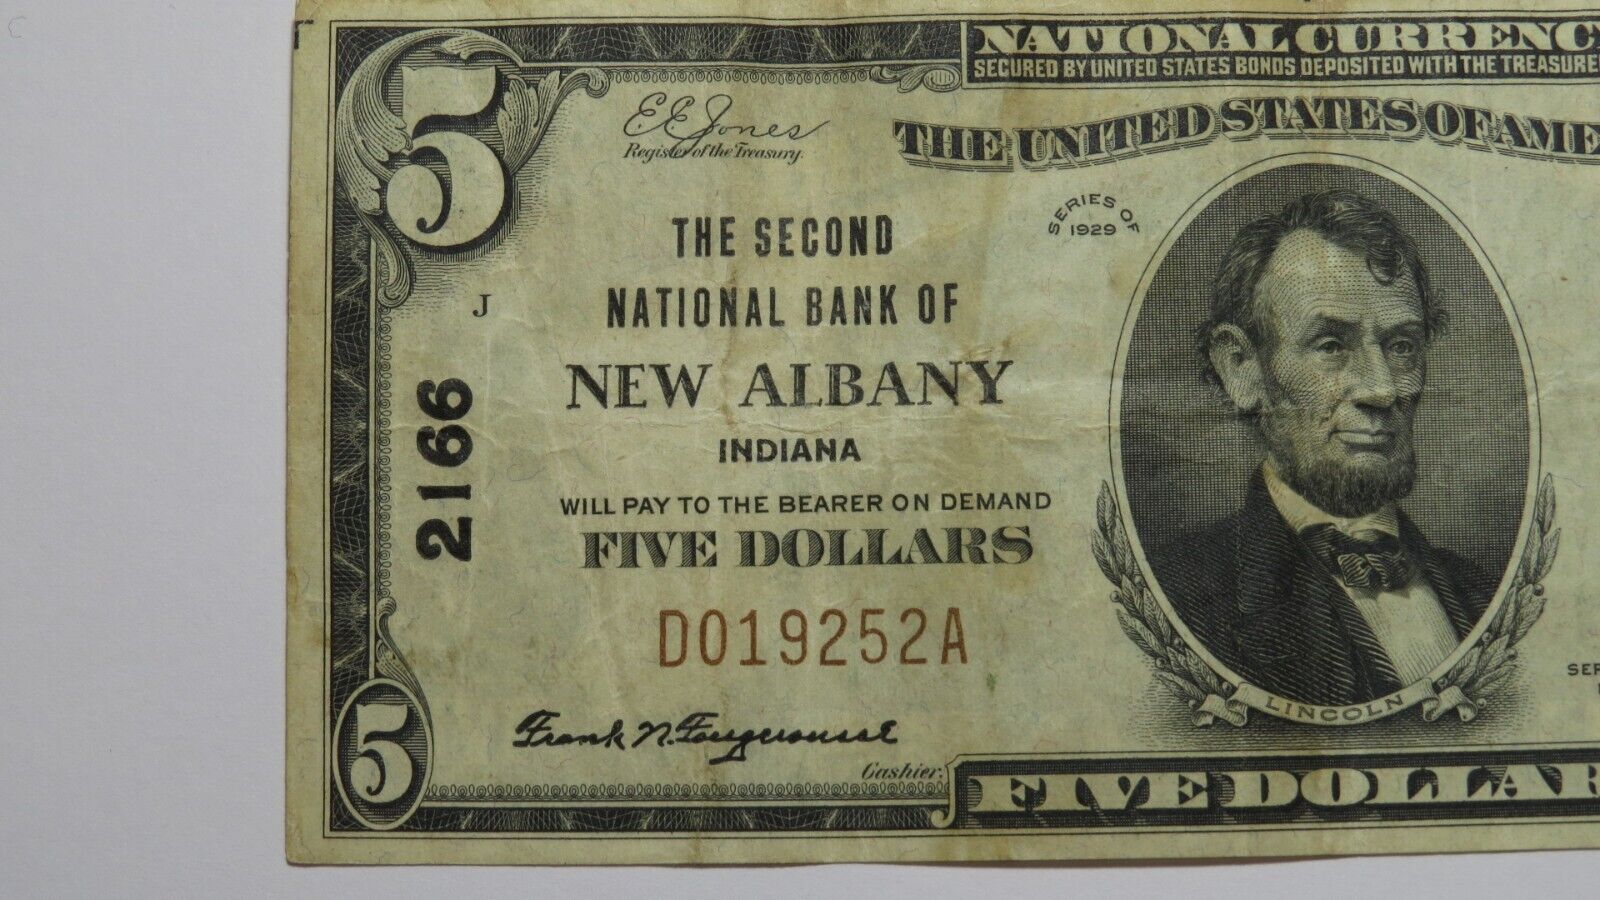 5
NATIONAL CURRENC
SECURED BY UNITED STATES BONDS DEPOSITED WITH THE TREASURE
E.E. Jones
Register of the Treasury.
THE UNITED STATES OF AME
SERIES OF
1929
THE SECOND
NATIONAL BANK OF
J
NEW ALBANY
INDIANA
2166
WILL PAY TO THE BEARER ON DEMAND
FIVE DOLLARS
D019252A
SER
LINCOLN
5
Frank N.
Cashier.
FIVE DOLLAR